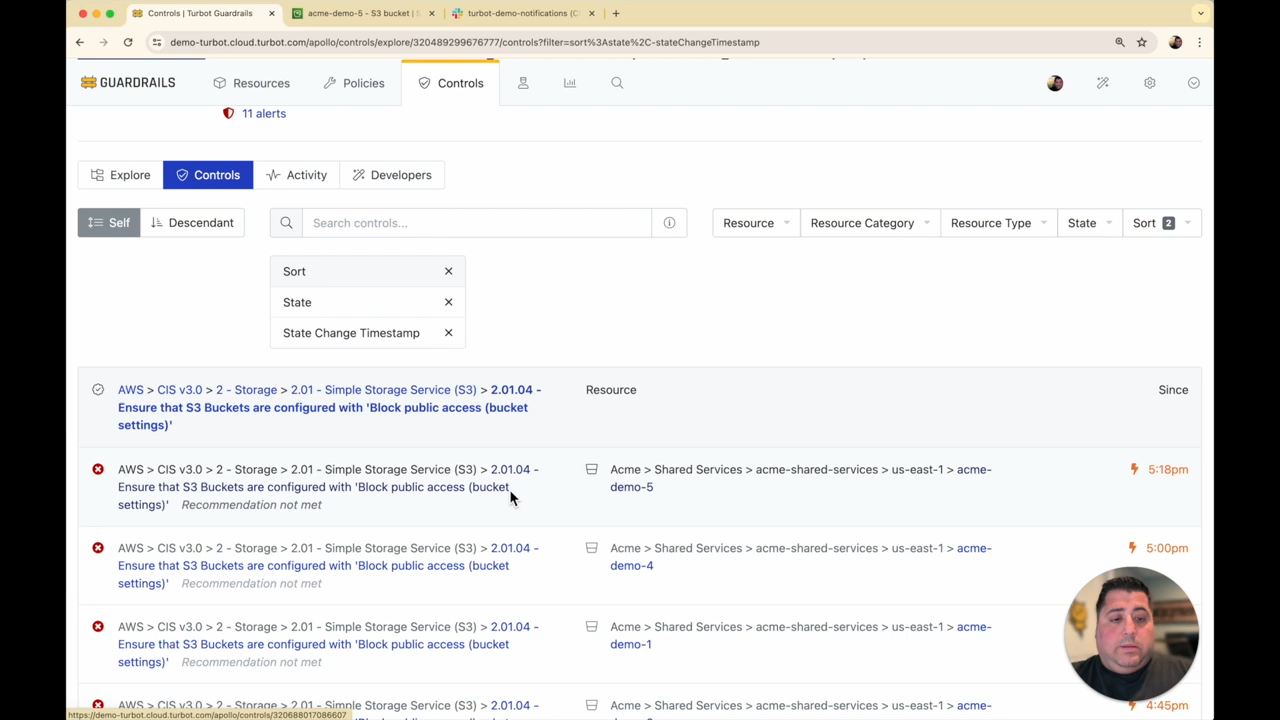 Controls | Turbot Guardrails
acme-demo-5 - S3 bucket | S
turbot-demo-notifications (C
demo-turbot.cloud.turbot.com/apollo/controls/explore/320489299676777/controls?filter=sort%3Astate%2C-stateChangeTimestamp
GUARDRAILS
Resources
Policies
Controls
11 alerts
Explore
Controls
Activity
Developers
Self
Descendant
Search controls...
Resource
Resource Category
Resource Type
State
Sort 2
Sort
State
State Change Timestamp
AWS > CIS v3.0 > 2 - Storage > 2.01 - Simple Storage Service (S3) > 2.01.04 -
Ensure that S3 Buckets are configured with 'Block public access (bucket
settings)'
Resource
Since
AWS > CIS v3.0 > 2 - Storage > 2.01 - Simple Storage Service (S3) > 2.01.04 -
Ensure that S3 Buckets are configured with 'Block public access (bucket
settings)' Recommendation not met
Acme > Shared Services > acme-shared-services > us-east-1 > acme-
demo-5
5:18pm
AWS > CIS v3.0 > 2 - Storage > 2.01 - Simple Storage Service (S3) > 2.01.04 -
Ensure that S3 Buckets are configured with 'Block public access (bucket
settings)' Recommendation not met
Acme > Shared Services > acme-shared-services > us-east-1 > acme-
demo-4
5:00pm
AWS > CIS v3.0 > 2 - Storage > 2.01 - Simple Storage Service (S3) > 2.01.04 -
Ensure that S3 Buckets are configured with 'Block public access (bucket
settings)' Recommendation not met
Acme > Shared Services > acme-shared-services > us-east-1 > acme-
demo-1
AWS > CIS v3.0 > 2 - Storage > 2.01 - Simple Storage Service (S3) > 2.01.04 -
Acme > Shared Services > acme-shared-services > us-east-1 > acme-
4:45pm
https://demo-turbot.cloud.turbot.com/apollo/controls/320688017086607